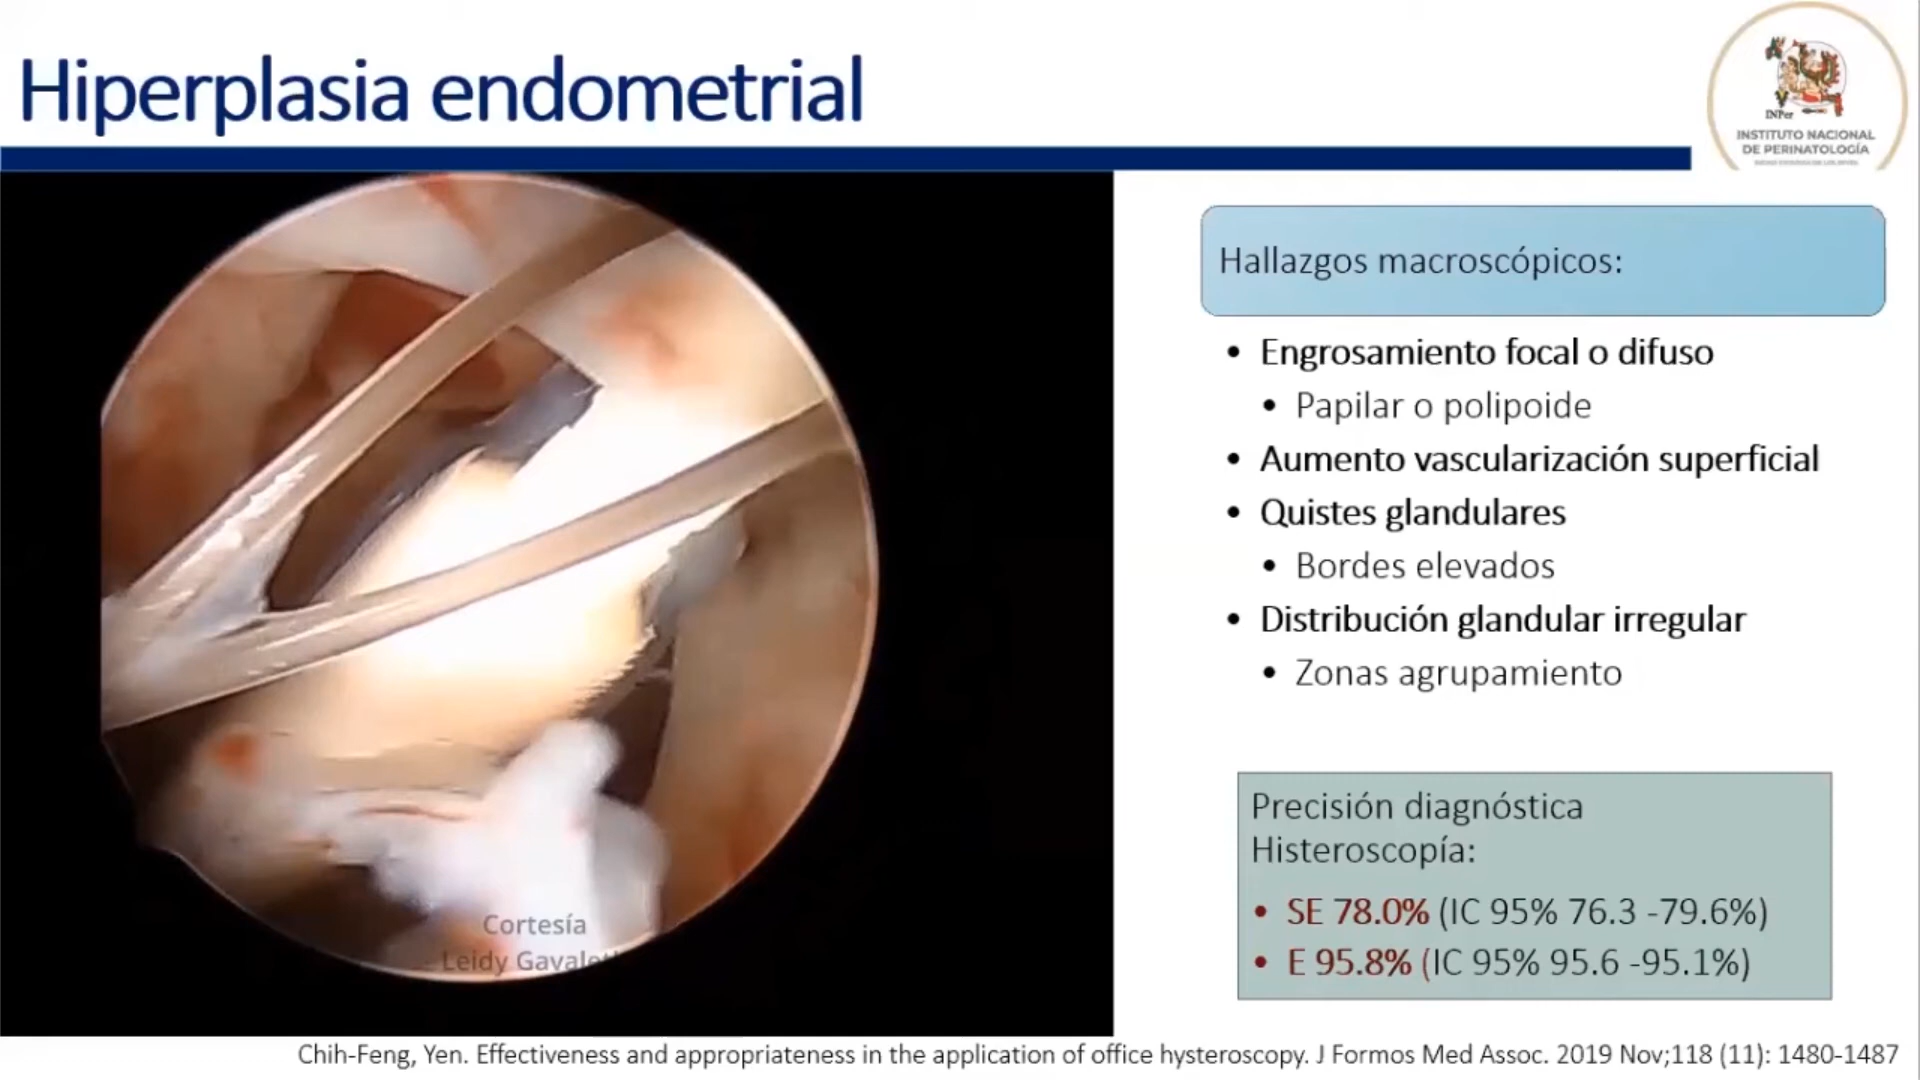 Hiperplasia endometrial
INPer
INSTITUTO NACIONAL
DE PERINATOLOGÍA
Hallazgos macroscópicos:
• Engrosamiento focal o difuso
• Papilar o polipoide
• Aumento vascularización superficial
• Quistes glandulares
• Bordes elevados
• Distribución glandular irregular
• Zonas agrupamiento
Precisión diagnóstica
Histeroscopía:
• SE 78.0% (IC 95% 76.3 -79.6%)
• E 95.8% (IC 95% 95.6 -95.1%)
Cortesía
Leidy
Chih-Feng, Yen. Effectiveness and appropriateness in the application of office hysteroscopy. J Formos Med Assoc. 2019 Nov;118 (11): 1480-1487